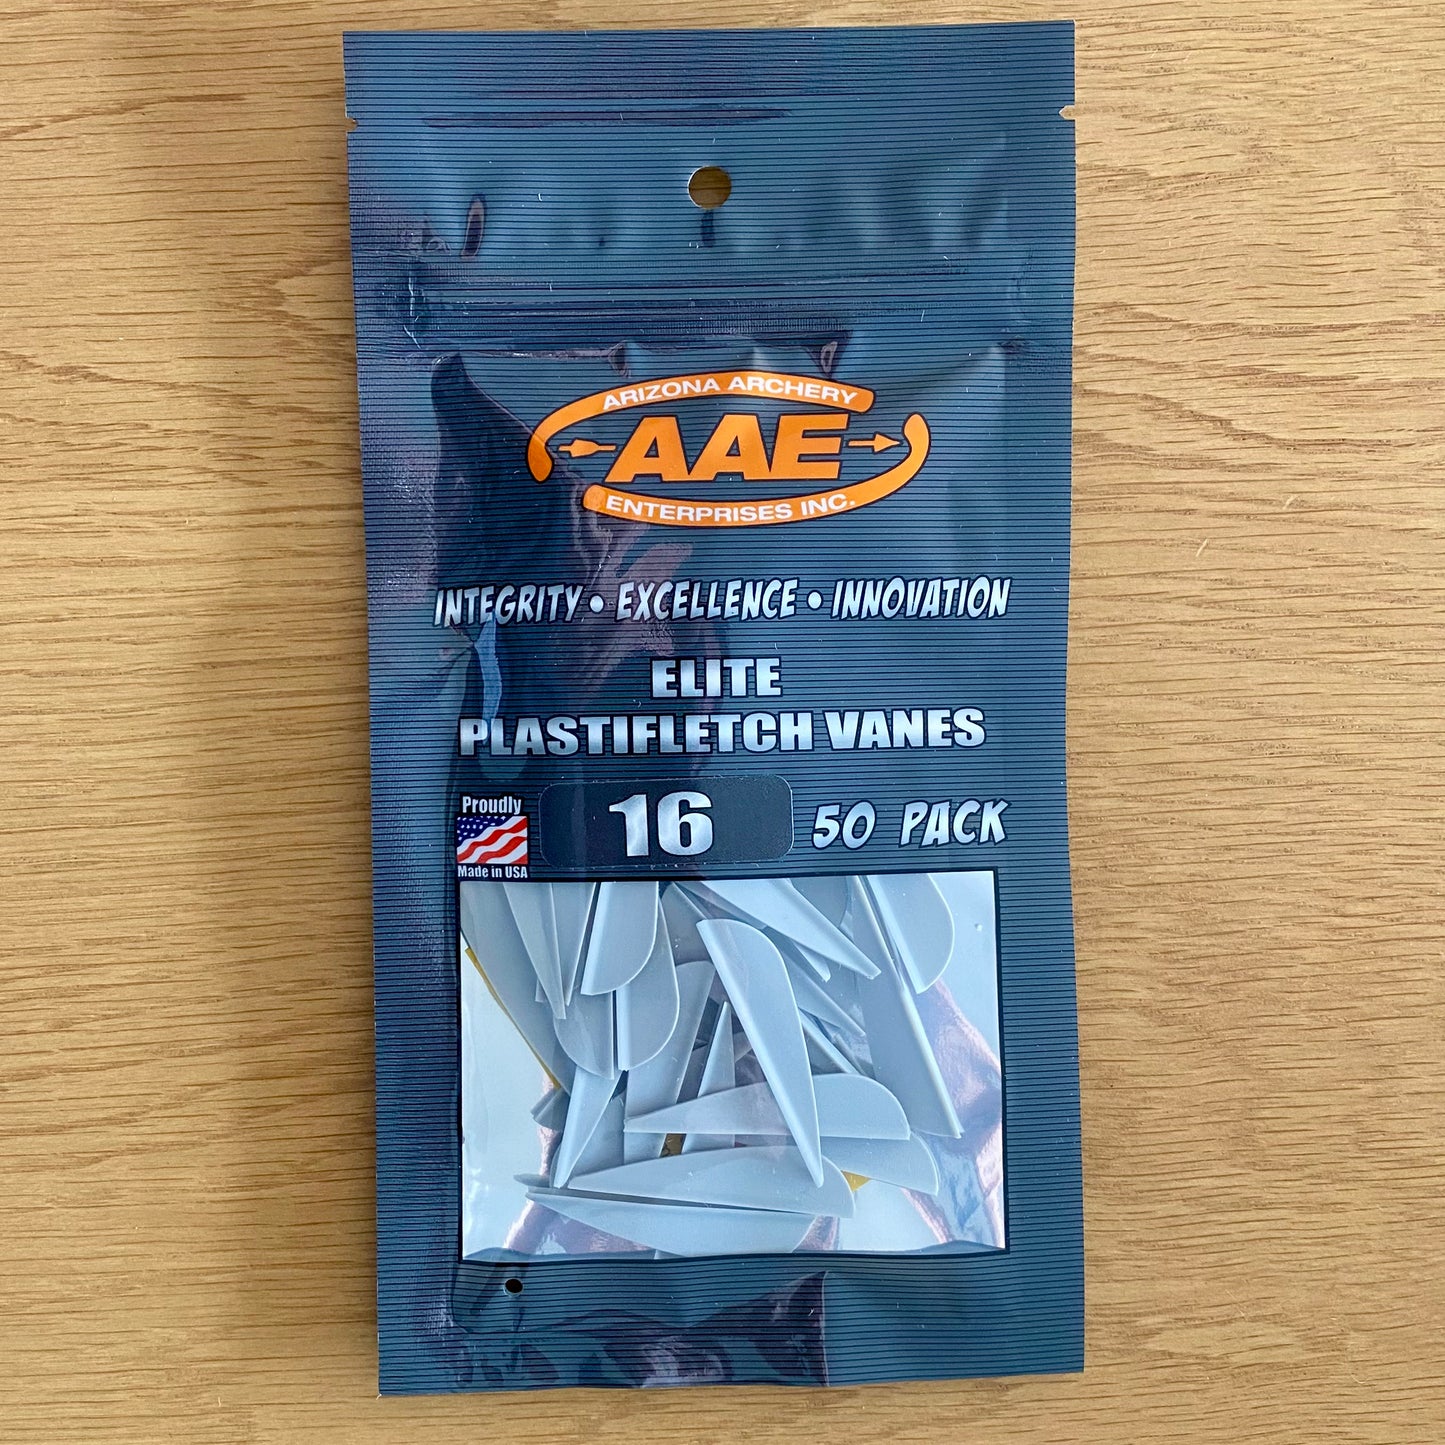 ARIZONA ARCHERY
AAE
ENTERPRISES INC.
INTEGRITY • EXCELLENCE • INNOVATION
ELITE
PLASTIFLETCH VANES
Proudly
Made in USA
16
50 PACK